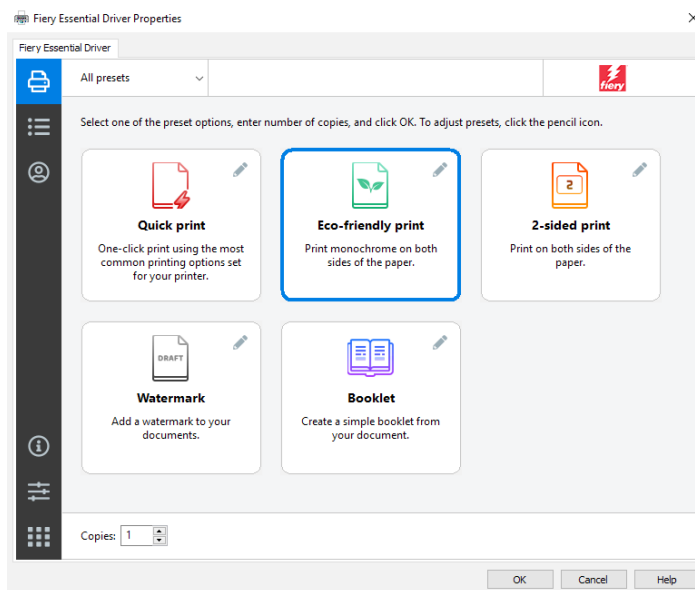 Fiery Essential Driver Properties
Fiery Essential Driver
All presets
fiery
Select one of the preset options, enter number of copies, and click OK. To adjust presets, click the pencil icon.
Quick print
One-click print using the most
common printing options set
for your printer.
Eco-friendly print
Print monochrome on both
sides of the paper.
2
2-sided print
Print on both sides of the
paper.
DRAFT
Watermark
Add a watermark to your
documents.
Booklet
Create a simple booklet from
your document.
Copies: 1
OK Cancel Help